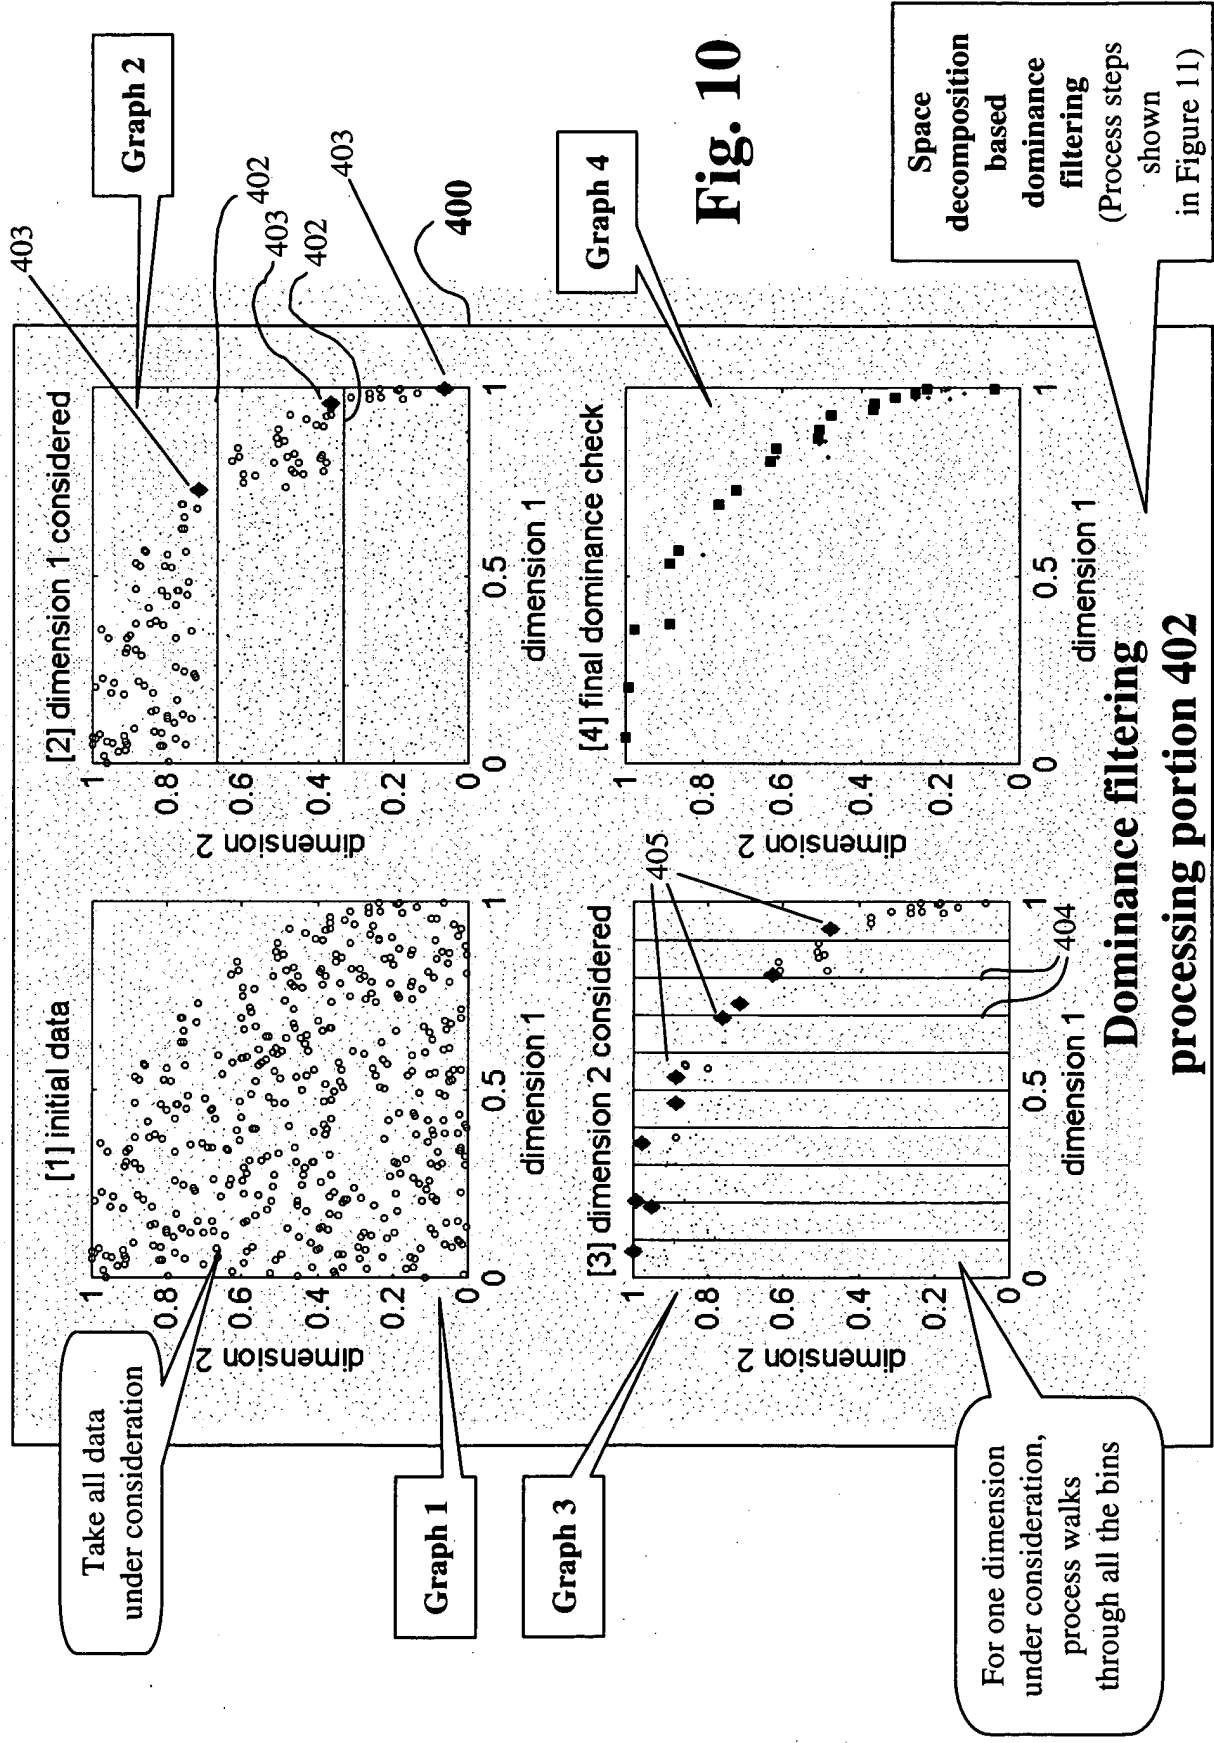 Take all data
under consideration
Graph 1
[1] initial data
1
0.8
0.6
0.4
0.2
0
dimension 2
0
0.5
1
dimension 1
403
Graph 2
[2] dimension 1 considered
1
0.8
0.6
0.4
0.2
0
dimension 2
0
0.5
1
dimension 1
402
403
402
403
400
Graph 3
[3] dimension 2 considered
1
0.8
0.6
0.4
0.2
0
dimension 2
0
0.5
1
dimension 1
405
404
For one dimension
under consideration,
process walks
through all the bins
Graph 4
[4] final dominance check
1
0.8
0.6
0.4
0.2
0
dimension 2
0
0.5
1
dimension 1
Fig. 10
Dominance filtering
processing portion 402
Space
decomposition
based
dominance
filtering
(Process steps
shown
in Figure 11)